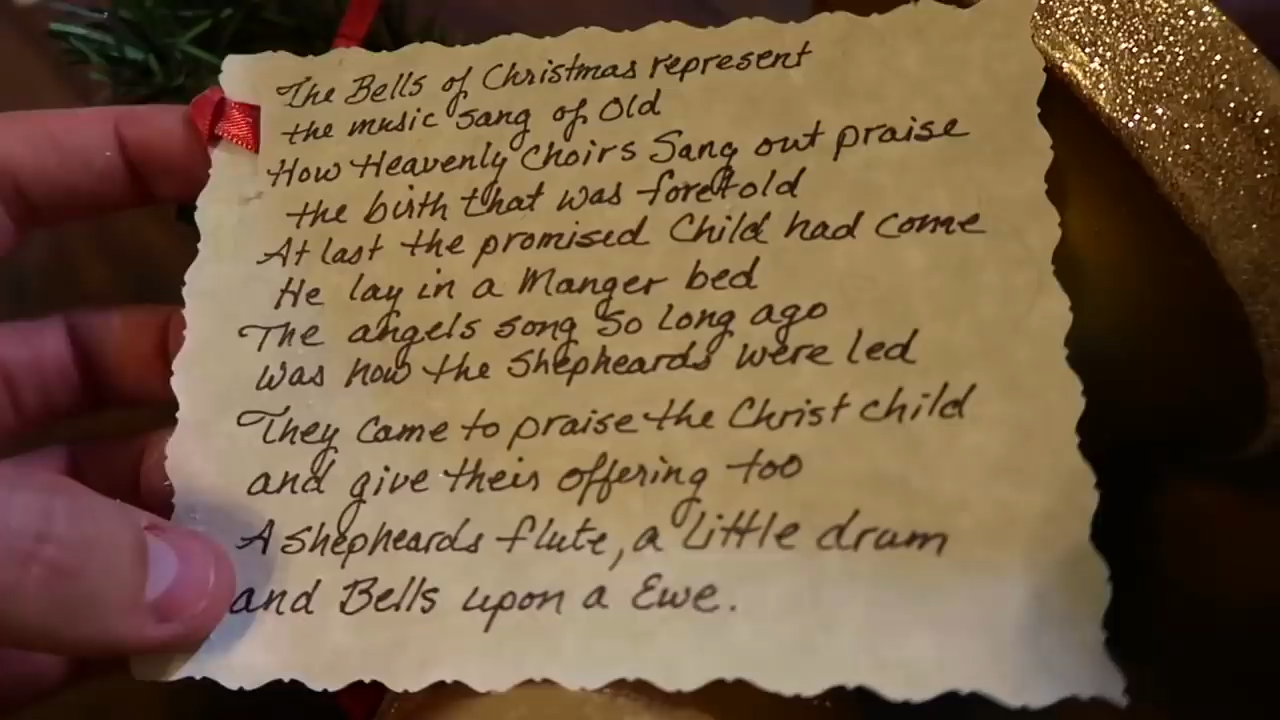 The Bells of Christmas represent
the music sang of Old
How Heavenly Choirs Sang out praise
the birth that was foretold
At last the promised Child had come
He lay in a Manger bed
The angels song so long ago
was how the Shepheards were led
They came to praise the Christ child
and give their offering too
A shepheards flute, a little drum
and Bells upon a Ewe.